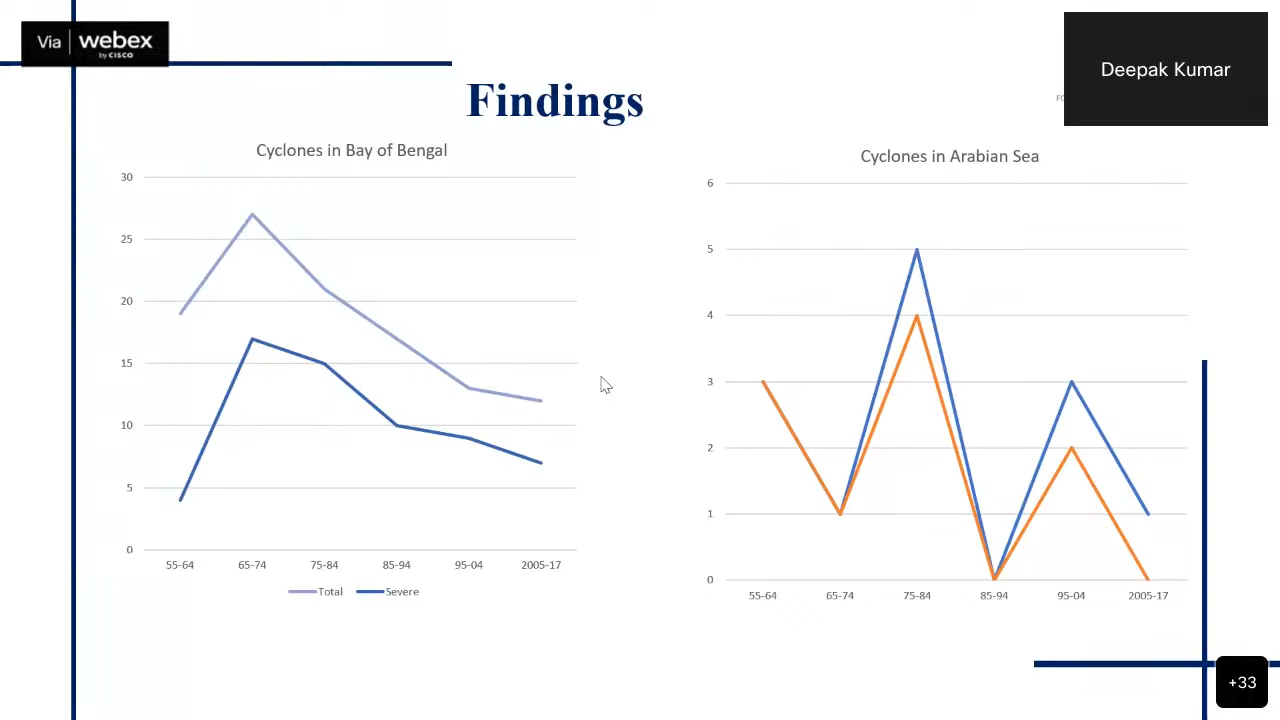 Via webex
by CISCO
Deepak Kumar
Findings
Cyclones in Bay of Bengal
30
25
20
15
10
5
0
55-64 65-74 75-84 85-94 95-04 2005-17
Total Severe
Cyclones in Arabian Sea
6
5
4
3
2
1
0
55-64 65-74 75-84 85-94 95-04 2005-17
+33